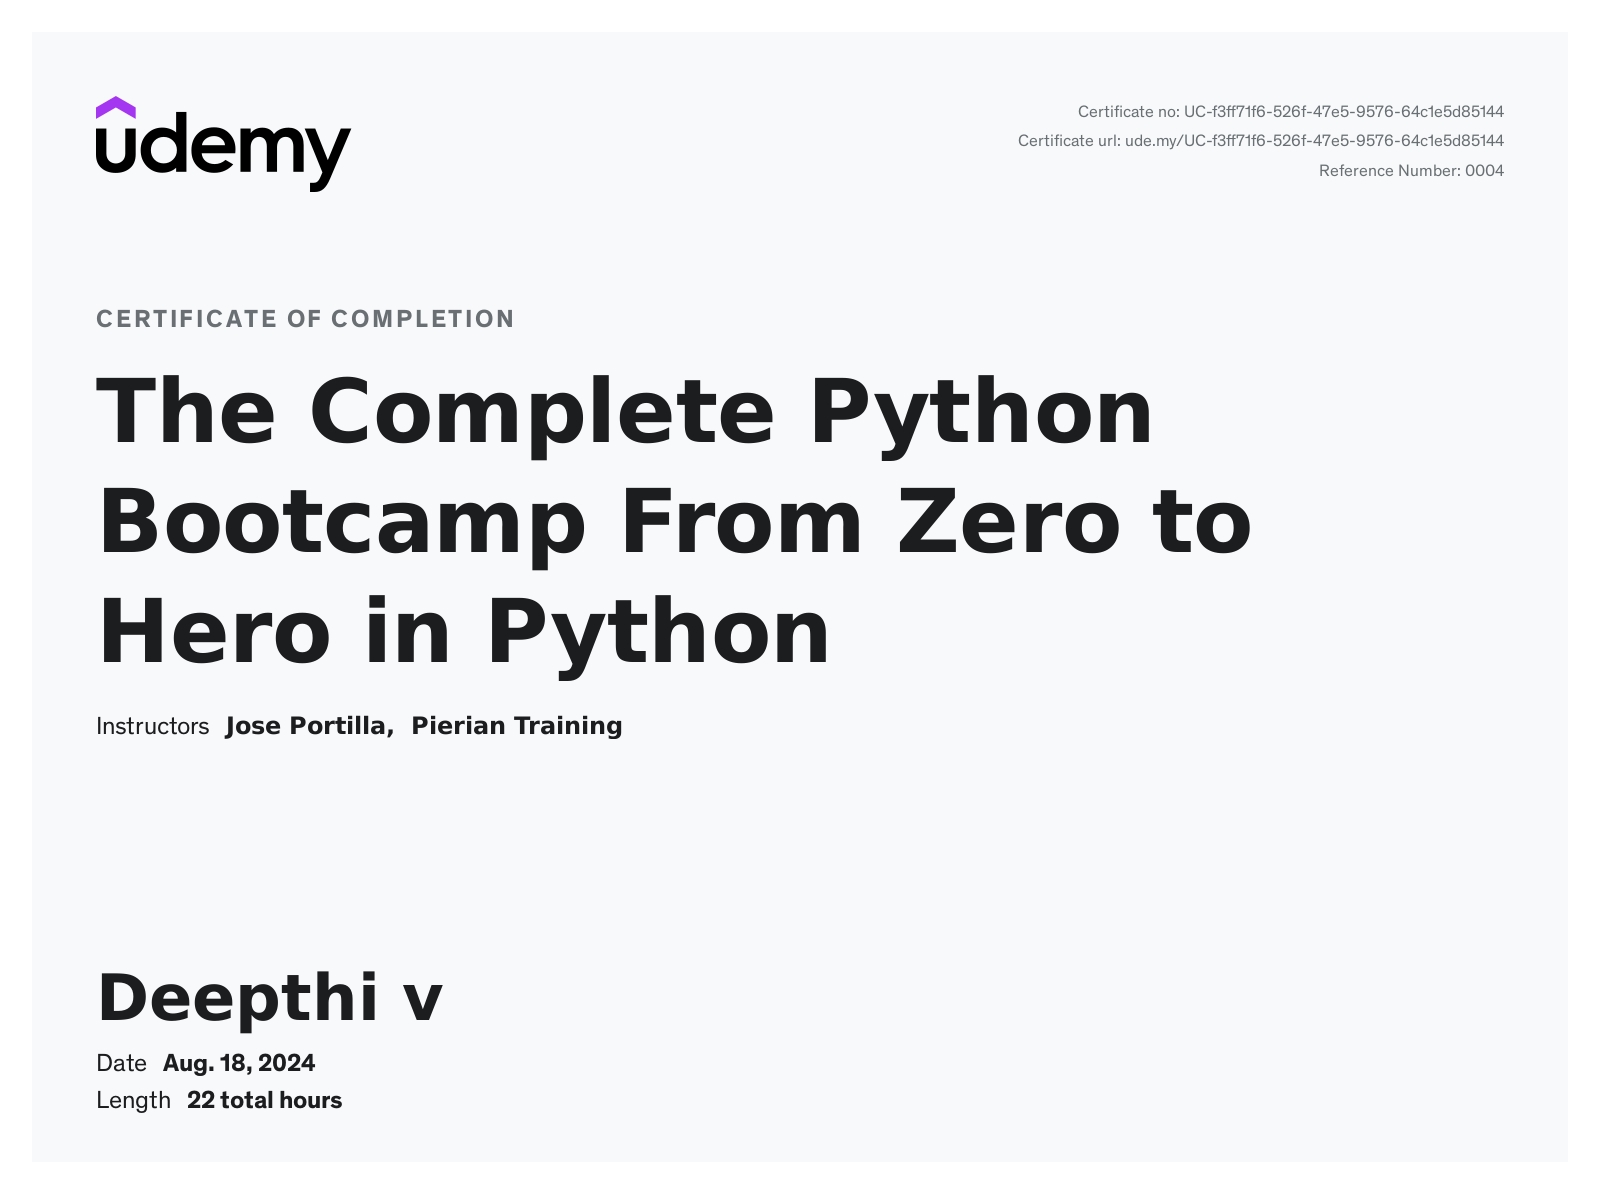 udemy
Certificate no: UC-f3ff71f6-526f-47e5-9576-64c1e5d85144
Certificate url: ude.my/UC-f3ff71f6-526f-47e5-9576-64c1e5d85144
Reference Number: 0004
CERTIFICATE OF COMPLETION
The Complete Python
Bootcamp From Zero to
Hero in Python
Instructors Jose Portilla, Pierian Training
Deepthi v
Date Aug. 18, 2024
Length 22 total hours